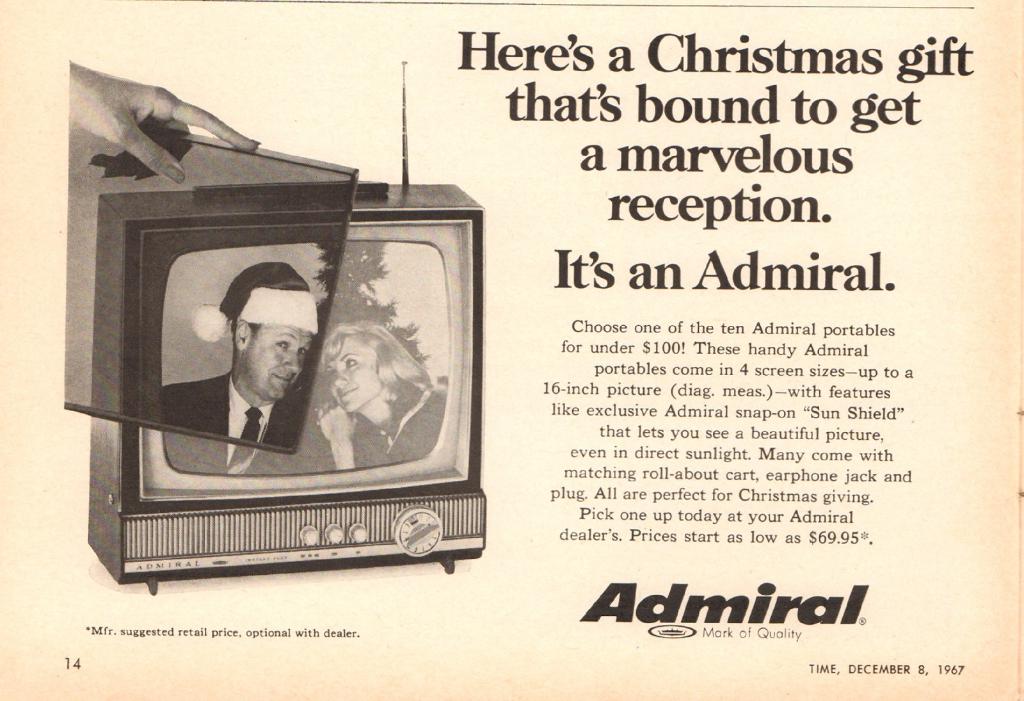 Here's a Christmas gift
that's bound to get
a marvelous
reception.
It's an Admiral.
Choose one of the ten Admiral portables
for under $100! These handy Admiral
portables come in 4 screen sizes—up to a
16-inch picture (diag. meas.)—with features
like exclusive Admiral snap-on "Sun Shield"
that lets you see a beautiful picture,
even in direct sunlight. Many come with
matching roll-about cart, earphone jack and
plug. All are perfect for Christmas giving.
Pick one up today at your Admiral
dealer's. Prices start as low as $69.95*.
ADMIRAL
Admiral®
Mark of Quality
*Mfr. suggested retail price, optional with dealer.
14
TIME, DECEMBER 8, 1967